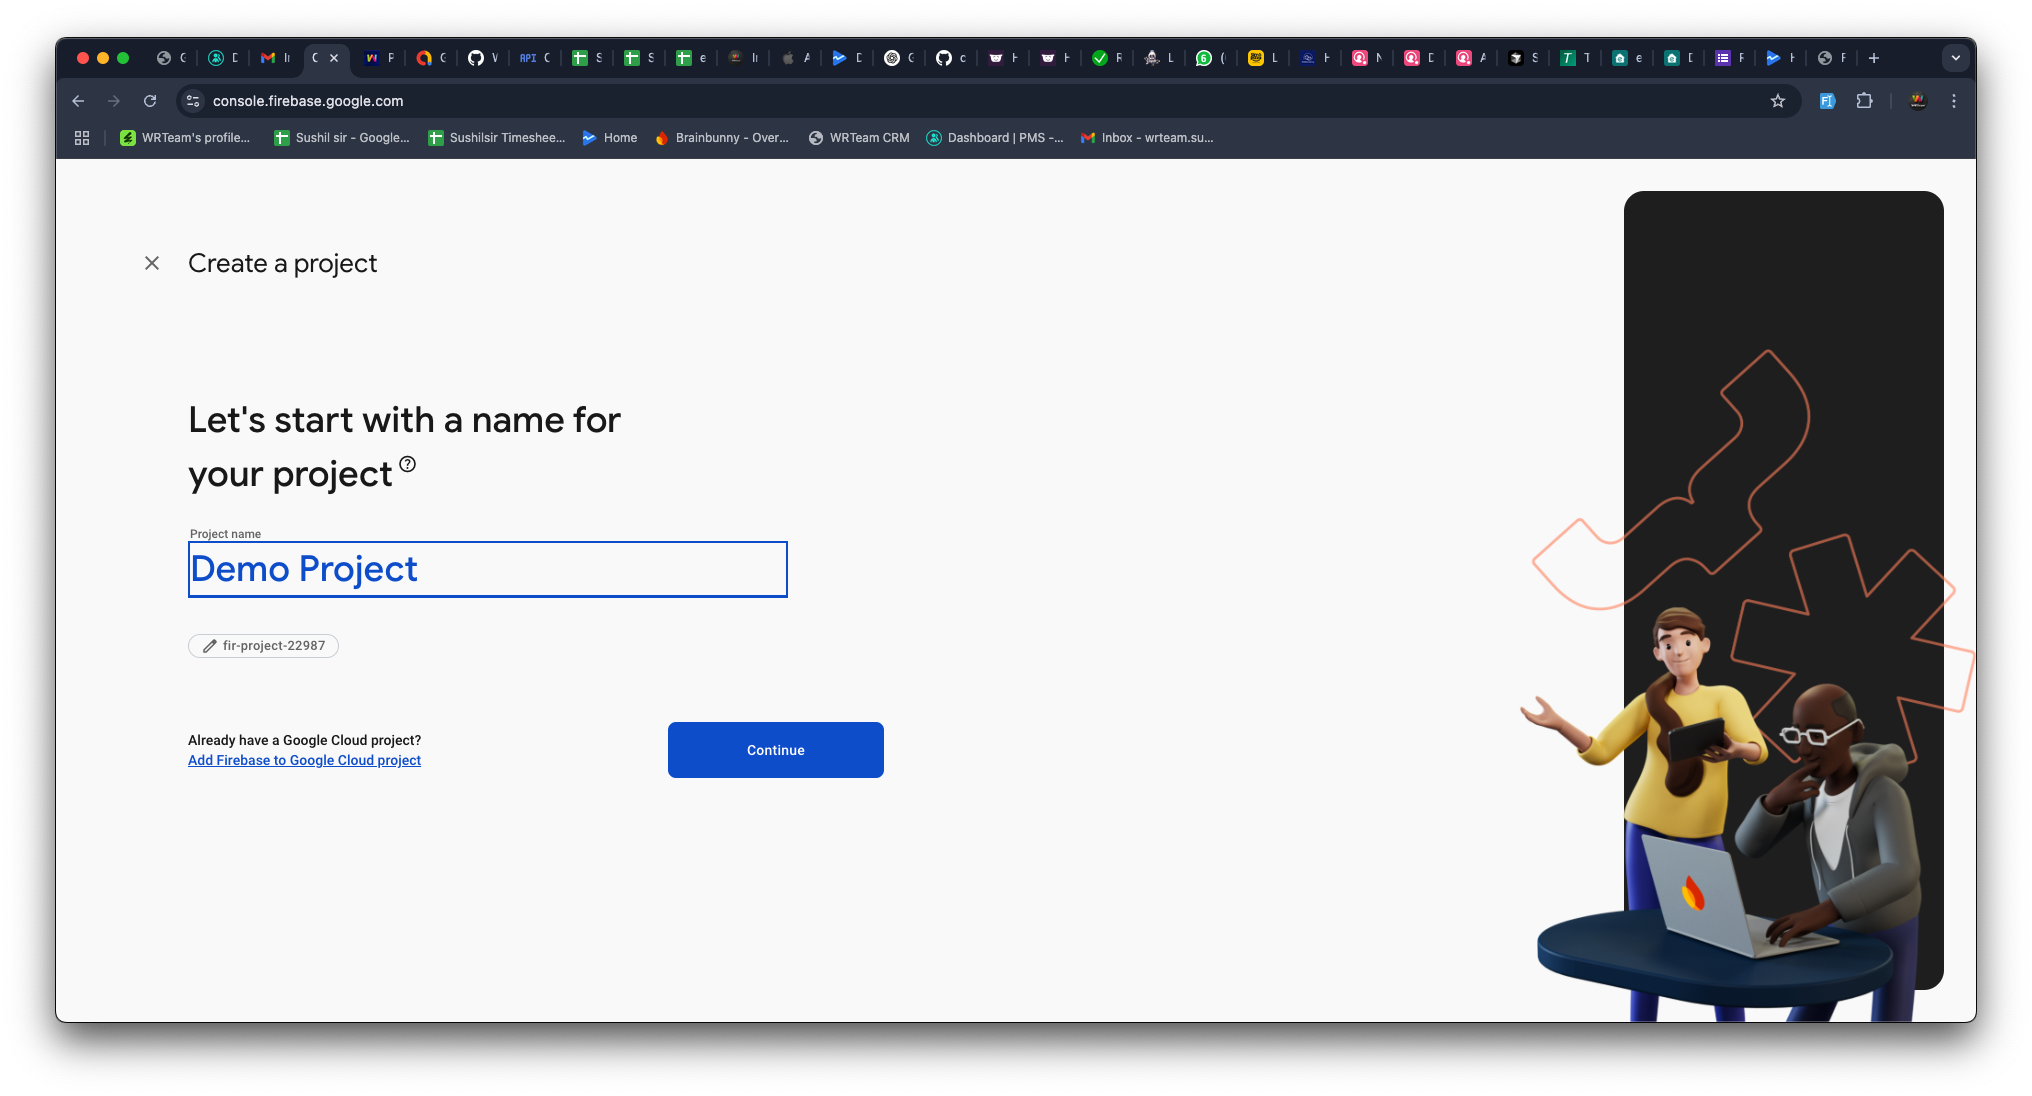 console.firebase.google.com
WRTeam's profile...
Sushil sir - Google...
Sushilsir Timeshee...
Home
Brainbunny - Over...
WRTeam CRM
Dashboard | PMS -...
Inbox - wrteam.su...
Create a project
Let's start with a name for
your project
Project name
Demo Project
fir-project-22987
Already have a Google Cloud project?
Add Firebase to Google Cloud project
Continue